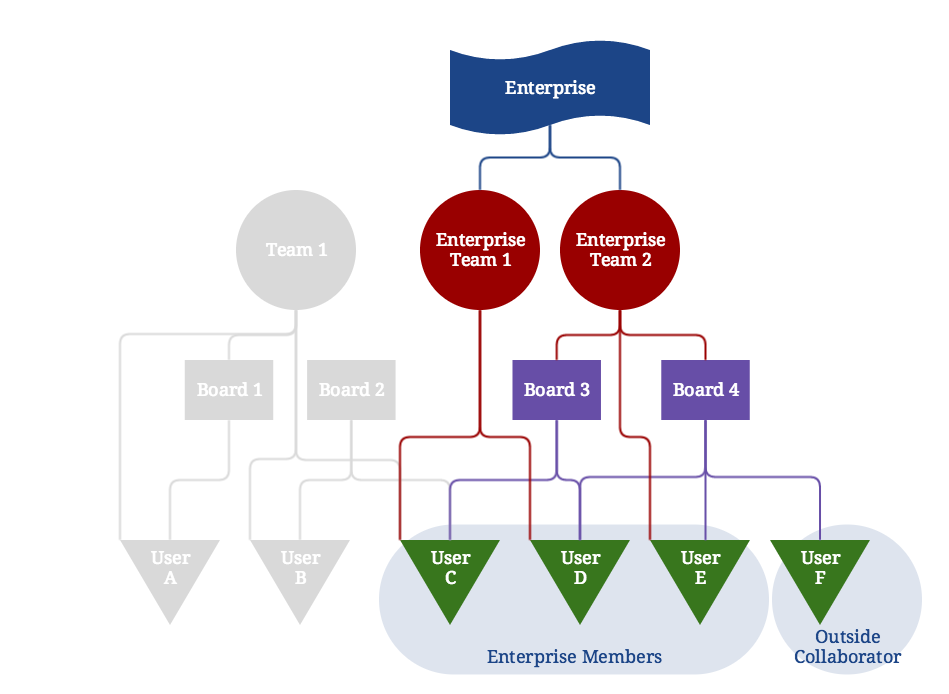 Enterprise
Team 1
Enterprise
Team 1
Enterprise
Team 2
Board 1
Board 2
Board 3
Board 4
User
A
User
B
User
C
User
D
User
E
User
F
Enterprise Members
Outside
Collaborator